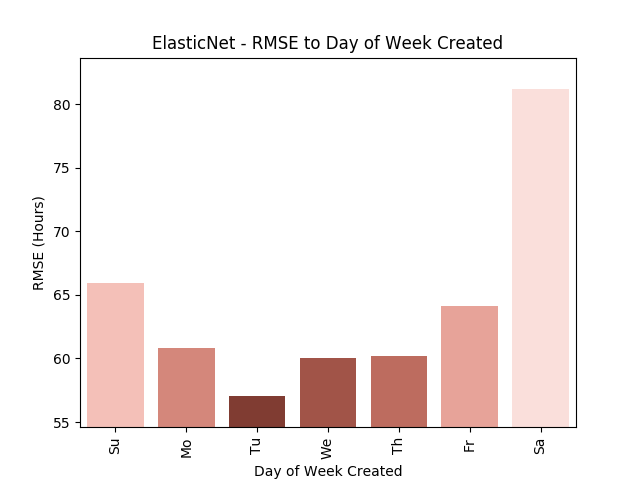 ElasticNet - RMSE to Day of Week Created
RMSE (Hours)
80
75
70
65
60
55
Su
Mo
Tu
We
Th
Fr
Sa
Day of Week Created